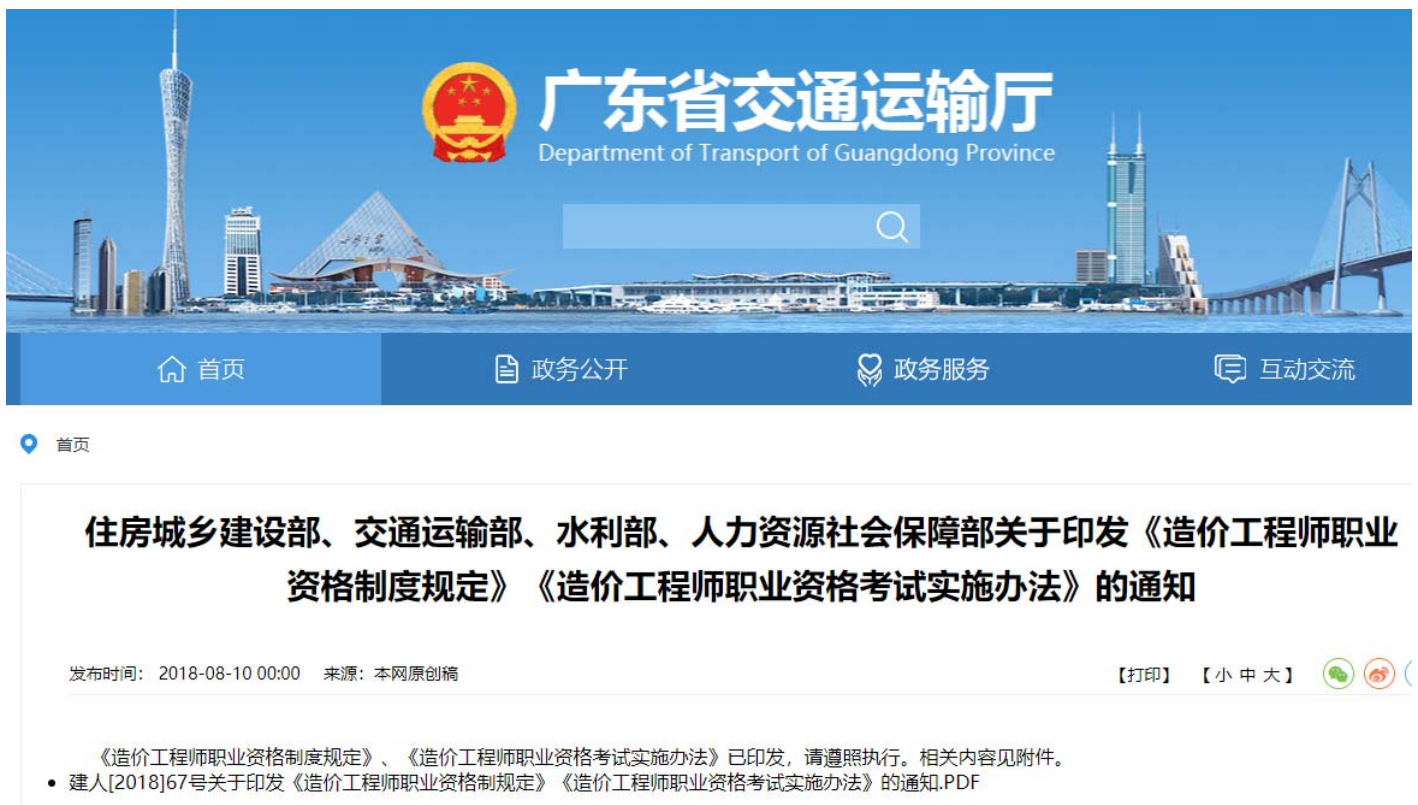 广东省交通运输厅
Department of Transport of Guangdong Province
首页
政务公开
政务服务
互动交流
首页
住房城乡建设部、交通运输部、水利部、人力资源社会保障部关于印发《造价工程师职业
资格制度规定》《造价工程师职业资格考试实施办法》的通知
发布时间： 2018-08-10 00:00 来源：本网原创稿
【打印】 【小 中 大】
《造价工程师职业资格制度规定》、《造价工程师职业资格考试实施办法》已印发，请遵照执行。相关内容见附件。
• 建人[2018]67号关于印发《造价工程师职业资格制规定》《造价工程师职业资格考试实施办法》的通知.PDF